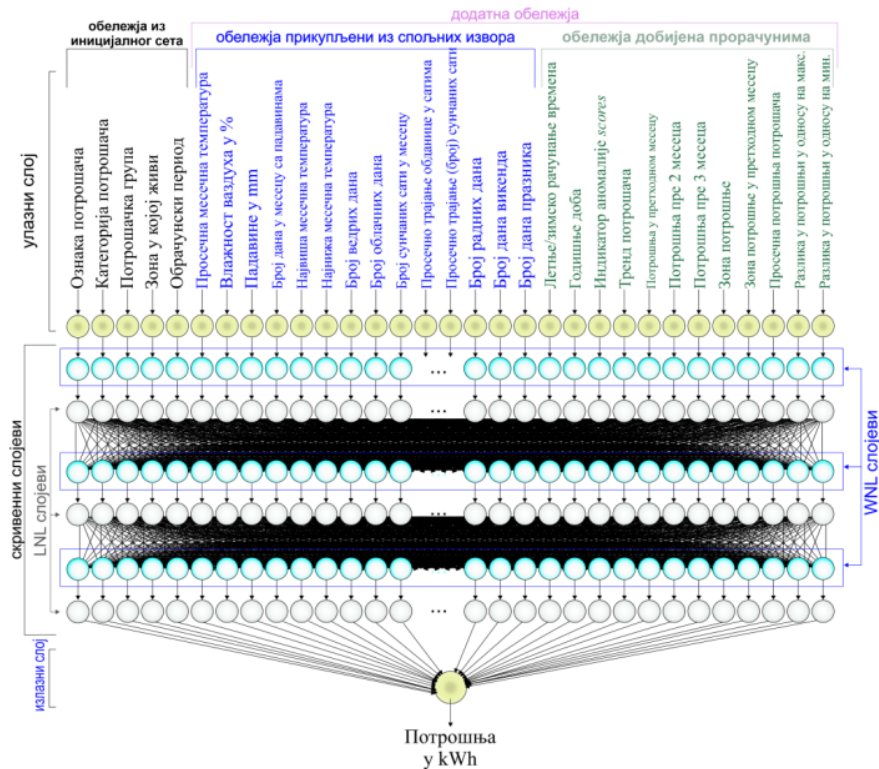 додатна обележја
обележја из
иницијалног сета
обележја прикупљени из спољних извора
обележја добијена прорачунима
улазни слој
Ознака потрошача
Категорија потрошача
Потрошачка група
Зона у којој живи
Обрачунски период
Просечна месечна температура
Влажност ваздуха у %
Падавине у mm
Број дана у месецу са падавинама
Највиша месечна температура
Најнижа месечна температура
Број ведрих дана
Број облачних дана
Број сунчаних сати у месецу
Просечно трајање обданице у сатима
Просечно трајање (број) сунчаних сати
Број радних дана
Број дана викенда
Број дана празника
Летње/зимско рачунање времена
Годишње доба
Индикатор аномалије scores
Тренд потрошача
Потрошња у претходном месецу
Потрошња пре 2 месеца
Потрошња пре 3 месеца
Зона потрошње
Зона потрошње у претходном месецу
Просечна потрошња потрошача
Разлика у потрошњи у односу на макс.
Разлика у потрошњи у односу на мин.
скривенни слојеви
LNL слојеви
WNL слојеви
...
...
...
...
...
...
излазни слој
Потрошња
у kWh